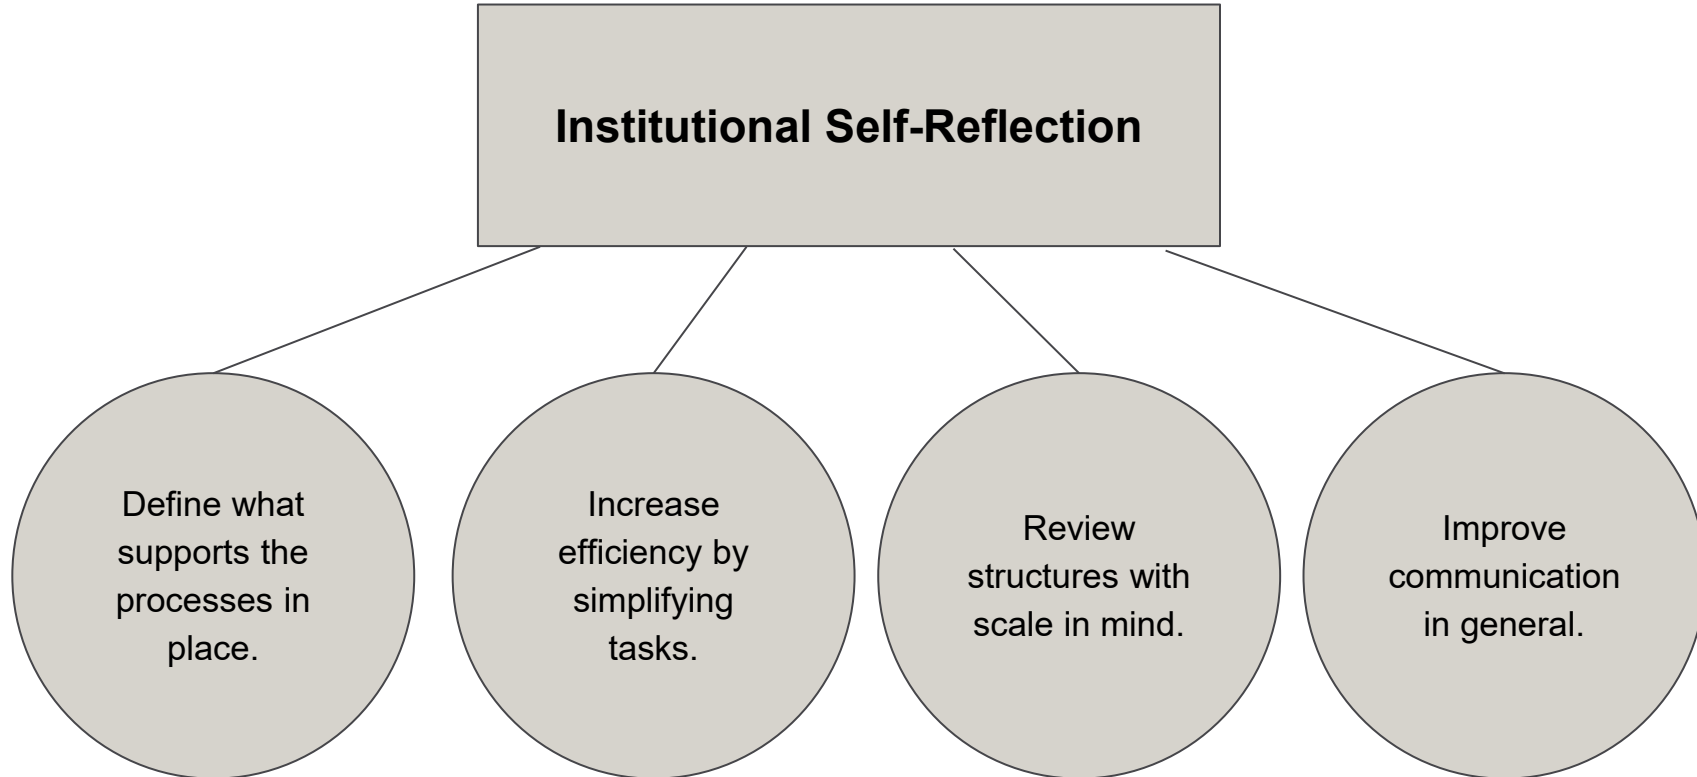 Institutional Self-Reflection
Define what
supports the
processes in
place.
Increase
efficiency by
simplifying
tasks.
Review
structures with
scale in mind.
Improve
communication
in general.